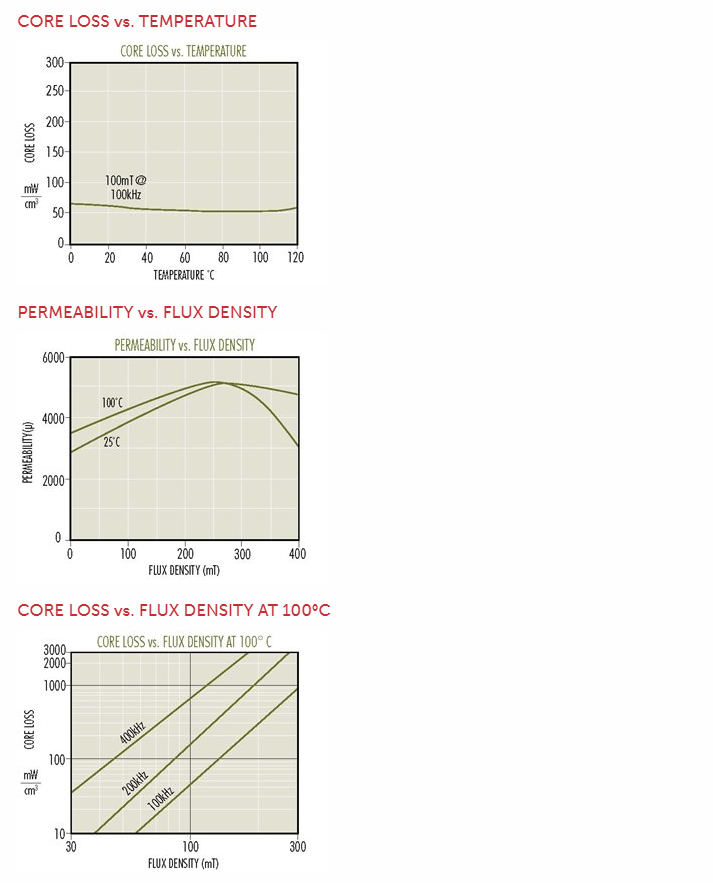 CORE LOSS vs. TEMPERATURE
CORE LOSS vs. TEMPERATURE
300
250
200
150
100
50
0
CORE LOSS
mW
cm³
100mT @
100kHz
0 20 40 60 80 100 120
TEMPERATURE °C
PERMEABILITY vs. FLUX DENSITY
PERMEABILITY vs. FLUX DENSITY
6000
4000
2000
0
PERMEABILITY(µ)
100°C
25°C
0 100 200 300 400
FLUX DENSITY (mT)
CORE LOSS vs. FLUX DENSITY AT 100ºC
CORE LOSS vs. FLUX DENSITY AT 100° C
3000
2000
1000
100
10
CORE LOSS
mW
cm³
400kHz
200kHz
100kHz
30 100 300
FLUX DENSITY (mT)